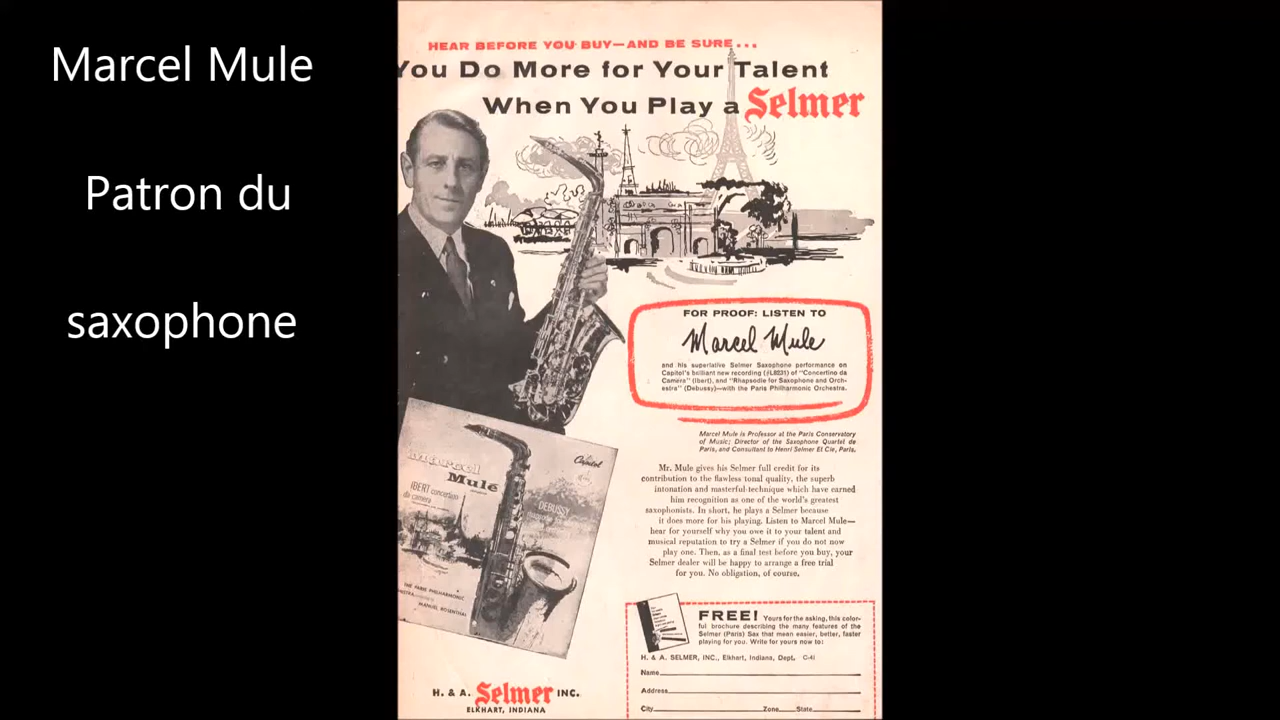 Marcel Mule
Patron du
saxophone
HEAR BEFORE YOU BUY—AND BE SURE...
You Do More for Your Talent
When You Play a Selmer
FOR PROOF: LISTEN TO
Marcel Mule
and his superlative Selmer Saxophone performance on
Capitol's brilliant new recording (#L8231) of "Concertino da
Camera" (Ibert), and "Rhapsodie for Saxophone and Orch-
estra" (Debussy)—with the Paris Philharmonic Orchestra.
Marcel Mule is Professor at the Paris Conservatory
of Music; Director of the Saxophone Quartet de
Paris, and Consultant to Henri Selmer Et Cie, Paris.
Mr. Mule gives his Selmer full credit for its
contribution to the flawless tonal quality, the superb
intonation and masterful technique which have earned
him recognition as one of the world's greatest
saxophonists. In short, he plays a Selmer because
it does more for his playing. Listen to Marcel Mule—
hear for yourself why you owe it to your talent and
musical reputation to try a Selmer if you do not now
play one. Then, as a final test before you buy, your
Selmer dealer will be happy to arrange a free trial
for you. No obligation, of course.
Marcel
Mule
Capitol
IBERT concertino
da camera
DEBUSSY
THE PARIS PHILHARMONIC
MANUEL ROSENTHAL
FREE! Yours for the asking, this color-
ful brochure describing the many features of the
Selmer (Paris) Sax that mean easier, better, faster
playing for you. Write for yours now to:
H. & A. SELMER, INC., Elkhart, Indiana, Dept. C-41
Name
Address
City Zone State
H. & A. Selmer INC.
ELKHART, INDIANA